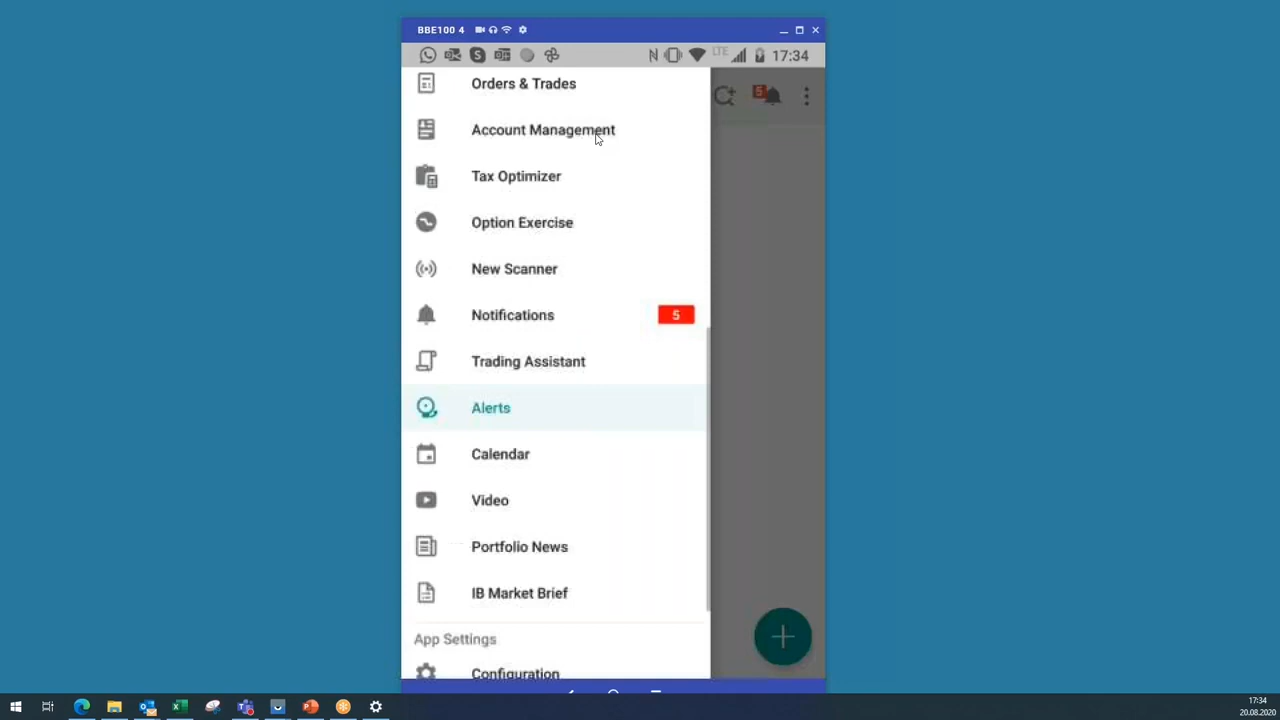 BBE100 4
LTE
17:34
Orders & Trades
5
Account Management
Tax Optimizer
Option Exercise
New Scanner
Notifications
5
Trading Assistant
Alerts
Calendar
Video
Portfolio News
IB Market Brief
App Settings
Configuration
17:34
20.08.2020